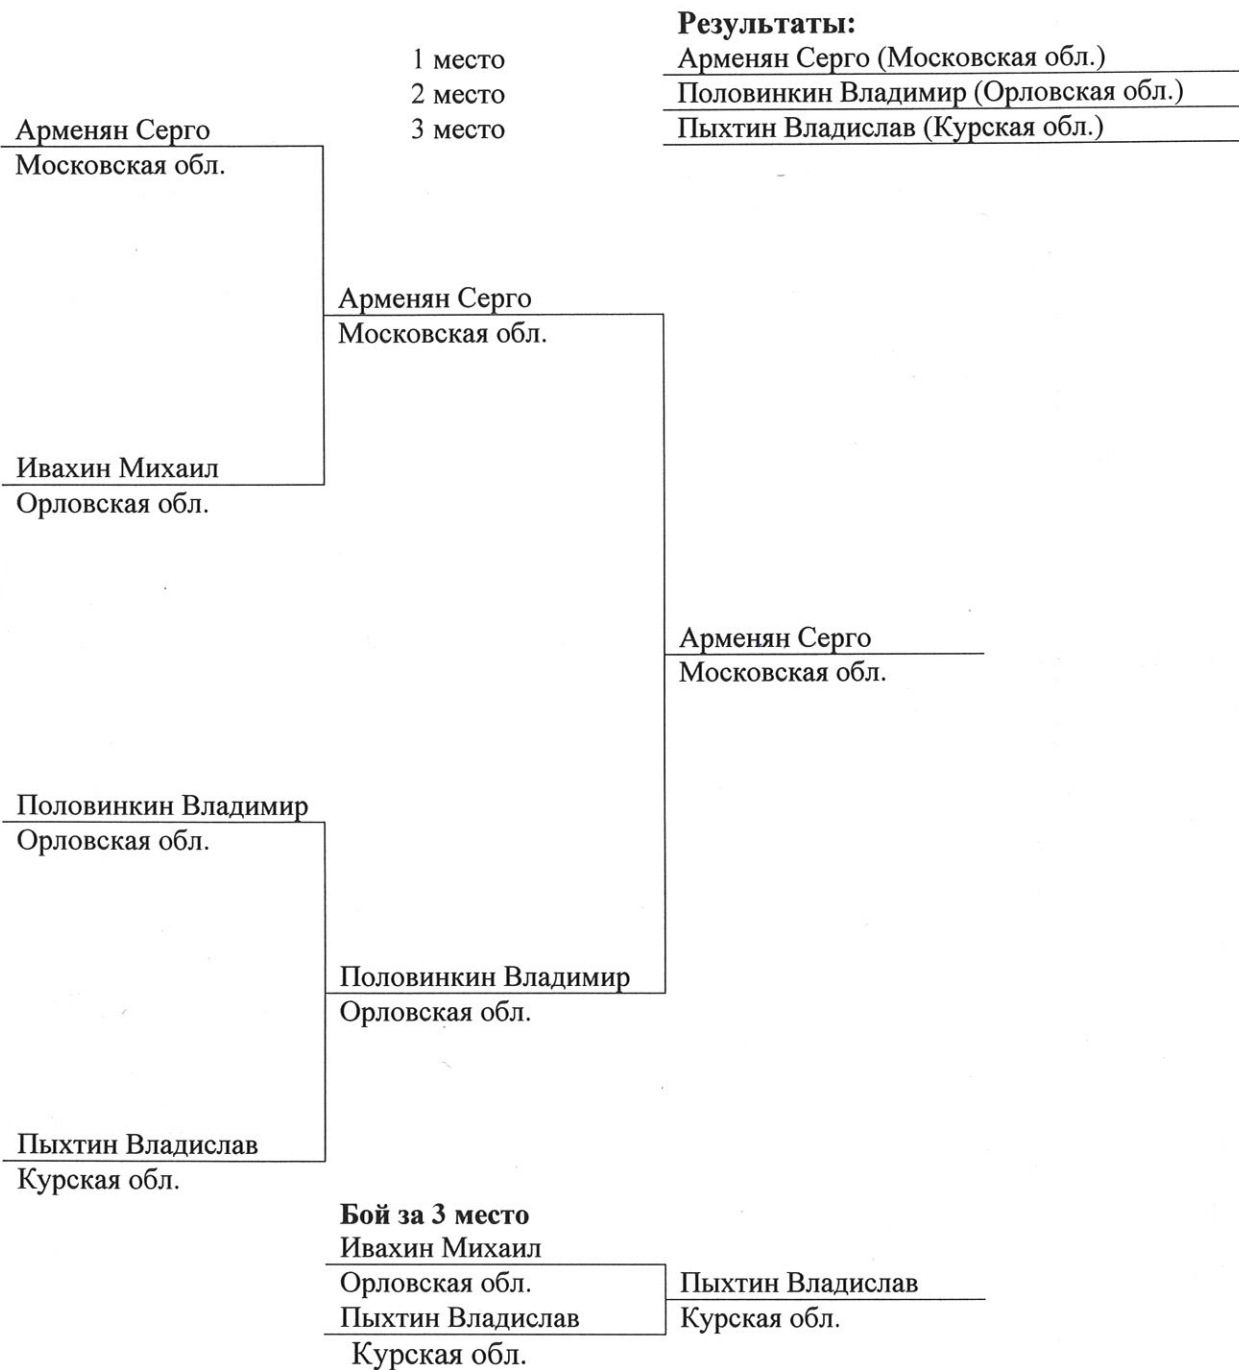 Результаты:
1 место Арменян Серго (Московская обл.)
2 место Половинкин Владимир (Орловская обл.)
3 место Пыхтин Владислав (Курская обл.)
Арменян Серго
Московская обл.
Арменян Серго
Московская обл.
Ивахин Михаил
Орловская обл.
Арменян Серго
Московская обл.
Половинкин Владимир
Орловская обл.
Половинкин Владимир
Орловская обл.
Пыхтин Владислав
Курская обл.
Бой за 3 место
Ивахин Михаил
Орловская обл.
Пыхтин Владислав
Курская обл.
Пыхтин Владислав
Курская обл.